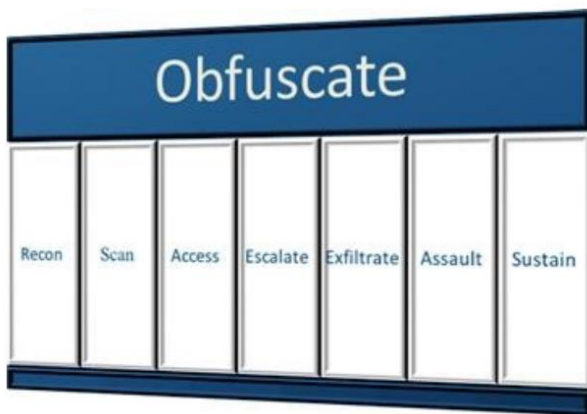 Obfuscate
Recon
Scan
Access
Escalate
Exfiltrate
Assault
Sustain